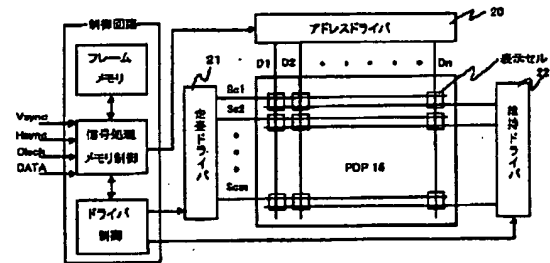 制御回路
フレーム
メモリ
Vsync
Hsync
Clock
DATA
信号処理
メモリ制御
ドライバ
制御
21
走査ドライバ
アドレスドライバ
20
D1 D2 Dn
表示セル
22
Sc1
Sc2
Scm
PDP 15
維持ドライバ